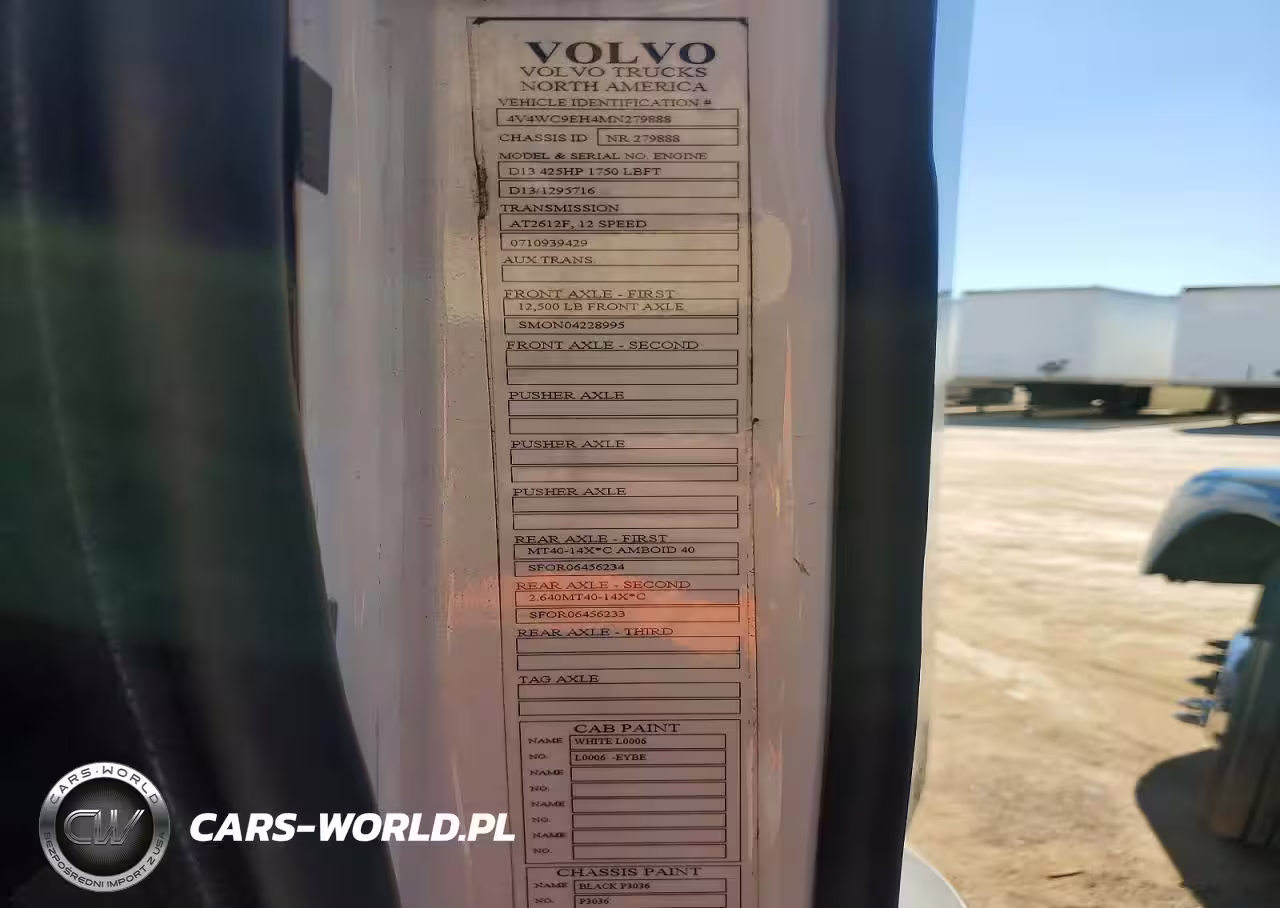 VOLVO
VOLVO TRUCKS
NORTH AMERICA
VEHICLE IDENTIFICATION #
4V4WC9EH4MN279888
CHASSIS ID NR 279888
MODEL & SERIAL NO. ENGINE
D13 425HP 1750 LBFT
D13/1295716
TRANSMISSION
AT2612F, 12 SPEED
0710939429
AUX TRANS.
FRONT AXLE - FIRST
12,500 LB FRONT AXLE
SMON04228995
FRONT AXLE - SECOND
PUSHER AXLE
PUSHER AXLE
PUSHER AXLE
REAR AXLE - FIRST
MT40-14X*C AMBOID 40
SFOR06456234
REAR AXLE - SECOND
2.640MT40-14X*C
SFOR06456233
REAR AXLE - THIRD
TAG AXLE
CAB PAINT
NAME WHITE L0006
NO. L0006 -EYBE
NAME
NO.
NAME
NO.
NAME
NO.
CHASSIS PAINT
NAME BLACK P3036
NO. P3036
CARS-WORLD
CW
BEZPOŚREDNI IMPORT Z USA
CARS-WORLD.PL